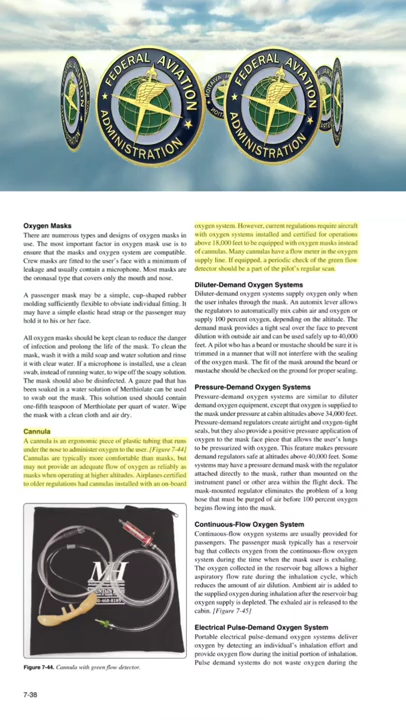 FEDERAL AVIATION
ADMINISTRATION
FEDERAL AVIATION
ADMINISTRATION
Oxygen Masks
There are numerous types and designs of oxygen masks in
use. The most important factor in oxygen mask use is to
ensure that the masks and oxygen system are compatible.
Crew masks are fitted to the user's face with a minimum of
leakage and usually contain a microphone. Most masks are
the oronasal type that covers only the mouth and nose.
A passenger mask may be a simple, cup-shaped rubber
molding sufficiently flexible to obviate individual fitting. It
may have a simple elastic head strap or the passenger may
hold it to his or her face.
All oxygen masks should be kept clean to reduce the danger
of infection and prolong the life of the mask. To clean the
mask, wash it with a mild soap and water solution and rinse
it with clear water. If a microphone is installed, use a clean
swab, instead of running water, to wipe off the soapy solution.
The mask should also be disinfected. A gauze pad that has
been soaked in a water solution of Merthiolate can be used
to swab out the mask. This solution used should contain
one-fifth teaspoon of Merthiolate per quart of water. Wipe
the mask with a clean cloth and air dry.
Cannula
A cannula is an ergonomic piece of plastic tubing that runs
under the nose to administer oxygen to the user. [Figure 7-44]
Cannulas are typically more comfortable than masks, but
may not provide an adequate flow of oxygen as reliably as
masks when operating at higher altitudes. Airplanes certified
to older regulations had cannulas installed with an on-board
MH
Figure 7-44. Cannula with green flow detector.
7-38
oxygen system. However, current regulations require aircraft
with oxygen systems installed and certified for operations
above 18,000 feet to be equipped with oxygen masks instead
of cannulas. Many cannulas have a flow meter in the oxygen
supply line. If equipped, a periodic check of the green flow
detector should be a part of the pilot's regular scan.
Diluter-Demand Oxygen Systems
Diluter-demand oxygen systems supply oxygen only when
the user inhales through the mask. An automix lever allows
the regulators to automatically mix cabin air and oxygen or
supply 100 percent oxygen, depending on the altitude. The
demand mask provides a tight seal over the face to prevent
dilution with outside air and can be used safely up to 40,000
feet. A pilot who has a beard or mustache should be sure it is
trimmed in a manner that will not interfere with the sealing
of the oxygen mask. The fit of the mask around the beard or
mustache should be checked on the ground for proper sealing.
Pressure-Demand Oxygen Systems
Pressure-demand oxygen systems are similar to diluter
demand oxygen equipment, except that oxygen is supplied to
the mask under pressure at cabin altitudes above 34,000 feet.
Pressure-demand regulators create airtight and oxygen-tight
seals, but they also provide a positive pressure application of
oxygen to the mask face piece that allows the user's lungs
to be pressurized with oxygen. This feature makes pressure
demand regulators safe at altitudes above 40,000 feet. Some
systems may have a pressure demand mask with the regulator
attached directly to the mask, rather than mounted on the
instrument panel or other area within the flight deck. The
mask-mounted regulator eliminates the problem of a long
hose that must be purged of air before 100 percent oxygen
begins flowing into the mask.
Continuous-Flow Oxygen System
Continuous-flow oxygen systems are usually provided for
passengers. The passenger mask typically has a reservoir
bag that collects oxygen from the continuous-flow oxygen
system during the time when the mask user is exhaling.
The oxygen collected in the reservoir bag allows a higher
aspiratory flow rate during the inhalation cycle, which
reduces the amount of air dilution. Ambient air is added to
the supplied oxygen during inhalation after the reservoir bag
oxygen supply is depleted. The exhaled air is released to the
cabin. [Figure 7-45]
Electrical Pulse-Demand Oxygen System
Portable electrical pulse-demand oxygen systems deliver
oxygen by detecting an individual's inhalation effort and
provide oxygen flow during the initial portion of inhalation.
Pulse demand systems do not waste oxygen during the